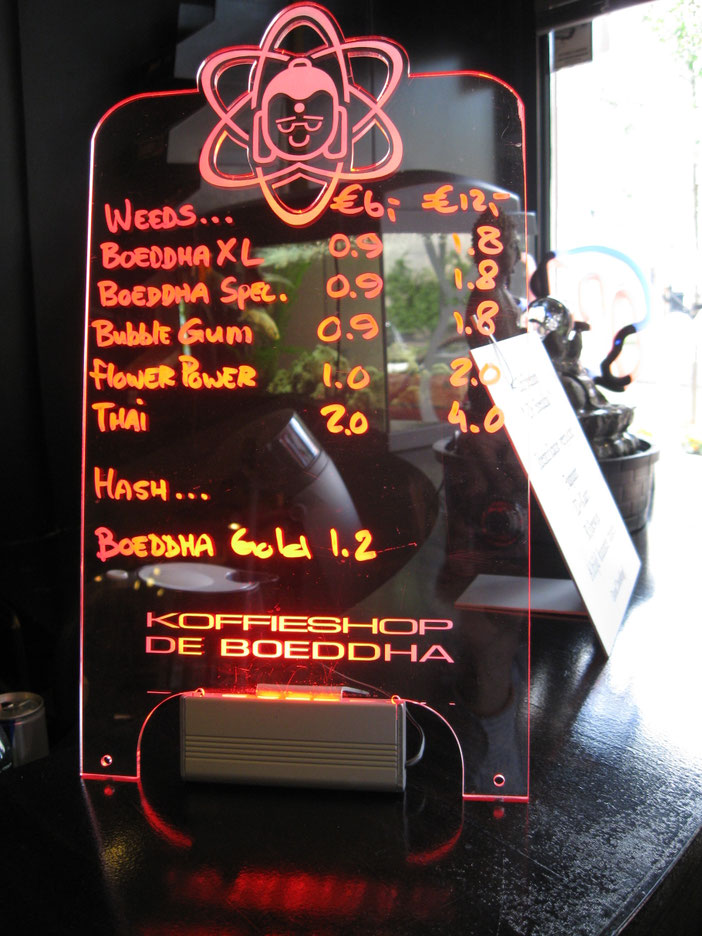 WEEDS... €6,- €12,-
BOEDDHA XL 0.9 1.8
BOEDDHA SPEC. 0.9 1.8
BUBBLE GUM 0.9 1.8
FLOWER POWER 1.0 2.0
THAI 2.0 4.0
HASH...
BOEDDHA GOLD 1.2
KOFFIESHOP
DE BOEDDHA